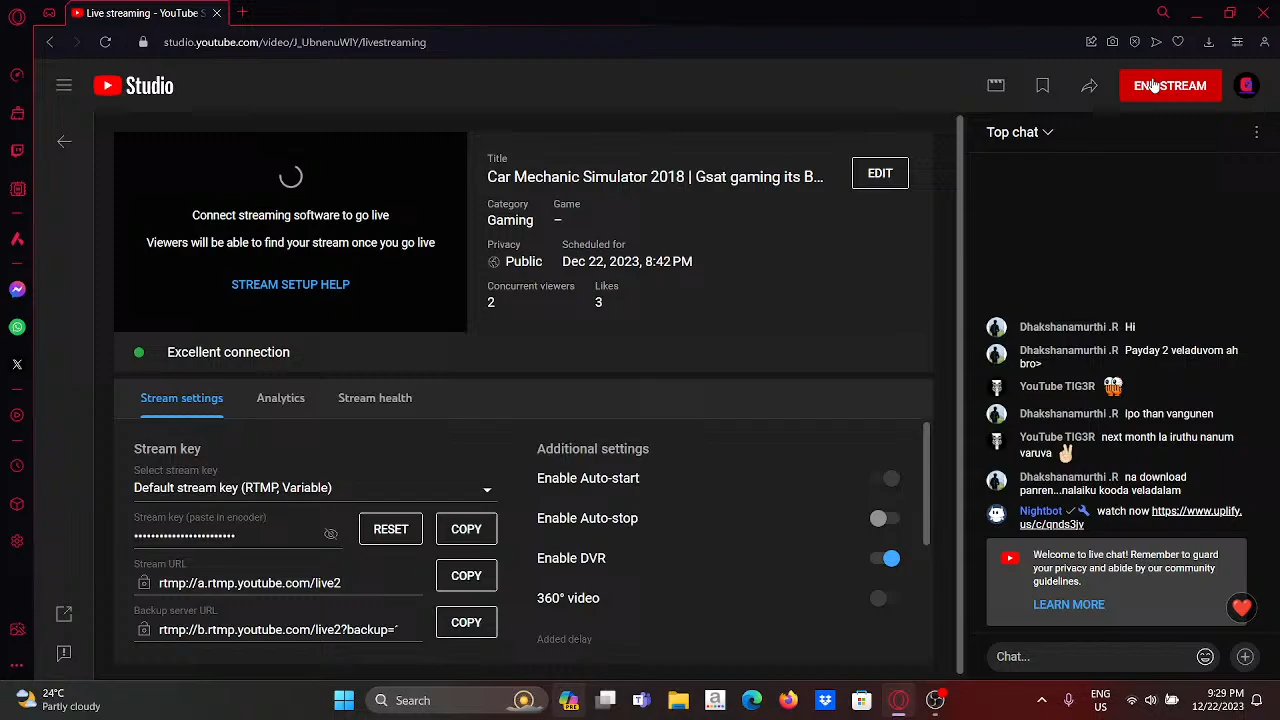 Live streaming - YouTube S
studio.youtube.com/video/J_UbnenuWlY/livestreaming
Studio
END STREAM
Top chat
Connect streaming software to go live
Viewers will be able to find your stream once you go live
STREAM SETUP HELP
Title
Car Mechanic Simulator 2018 | Gsat gaming its B...
EDIT
Category Game
Gaming –
Privacy Scheduled for
Public Dec 22, 2023, 8:42 PM
Concurrent viewers Likes
2 3
Excellent connection
Stream settings Analytics Stream health
Stream key
Select stream key
Default stream key (RTMP, Variable)
Stream key (paste in encoder)
••••••••••••••••••••••••
RESET COPY
Stream URL
rtmp://a.rtmp.youtube.com/live2
COPY
Backup server URL
rtmp://b.rtmp.youtube.com/live2?backup=
COPY
Additional settings
Enable Auto-start
Enable Auto-stop
Enable DVR
360° video
Added delay
Dhakshanamurthi .R Hi
Dhakshanamurthi .R Payday 2 veladuvom ah
bro>
YouTube TIG3R
Dhakshanamurthi .R Ipo than vangunen
YouTube TIG3R next month la iruthu nanum
varuva ✌🏻
Dhakshanamurthi .R na download
panren...nalaiku kooda veladalam
Nightbot watch now https://www.uplify.
us/c/qnds3jy
Welcome to live chat! Remember to guard
your privacy and abide by our community
guidelines.
LEARN MORE
Chat...
24°C
Partly cloudy
Search
ENG
US
9:29 PM
12/22/2023